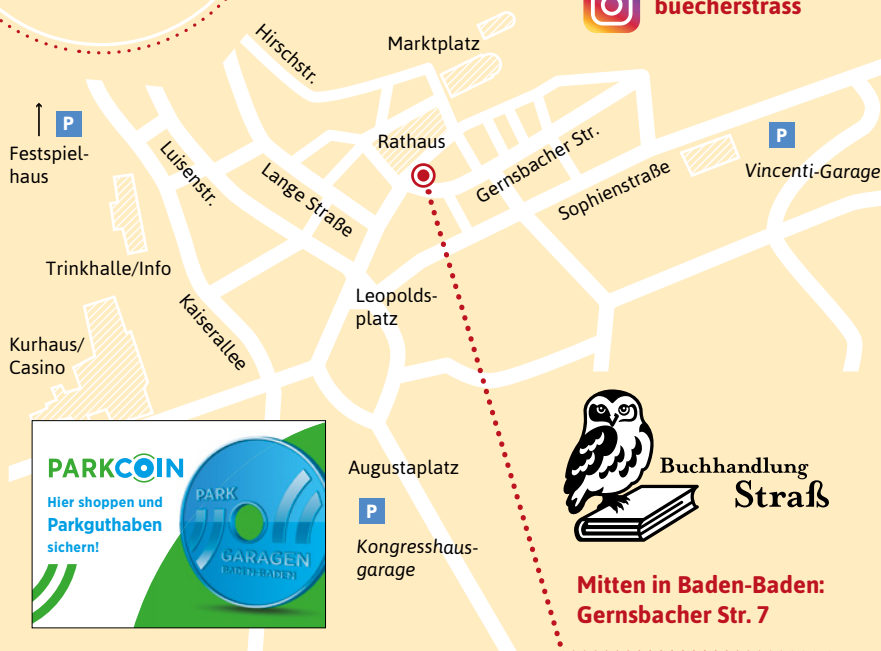 buecherstrass
Hirschstr.
Marktplatz
P
Festspiel-
haus
Luisenstr.
Lange Straße
Rathaus
Gernsbacher Str.
Sophienstraße
P
Vincenti-Garage
Trinkhalle/Info
Kaiserallee
Leopolds-
platz
Kurhaus/
Casino
PARKCOIN
Hier shoppen und
Parkguthaben
sichern!
PARK
GARAGEN
BADEN-BADEN
Augustaplatz
P
Kongresshaus-
garage
Buchhandlung
Straß
Mitten in Baden-Baden:
Gernsbacher Str. 7